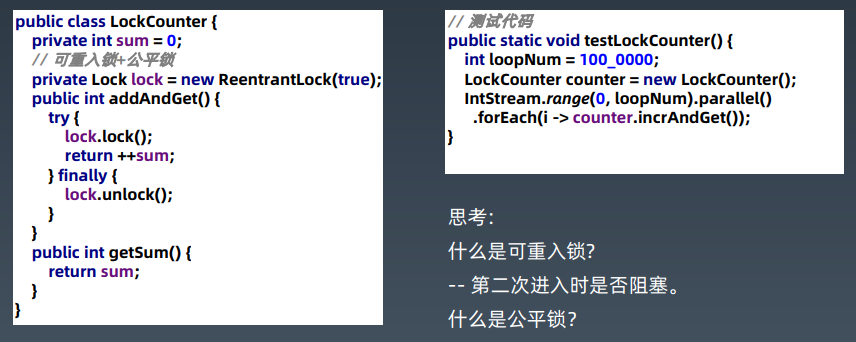 public class LockCounter {
private int sum = 0;
// 可重入锁+公平锁
private Lock lock = new ReentrantLock(true);
public int addAndGet() {
try {
lock.lock();
return ++sum;
} finally {
lock.unlock();
}
}
public int getSum() {
return sum;
}
}
// 测试代码
public static void testLockCounter() {
int loopNum = 100_0000;
LockCounter counter = new LockCounter();
IntStream.range(0, loopNum).parallel()
.forEach(i -> counter.incrAndGet());
}
思考：
什么是可重入锁？
-- 第二次进入时是否阻塞。
什么是公平锁？